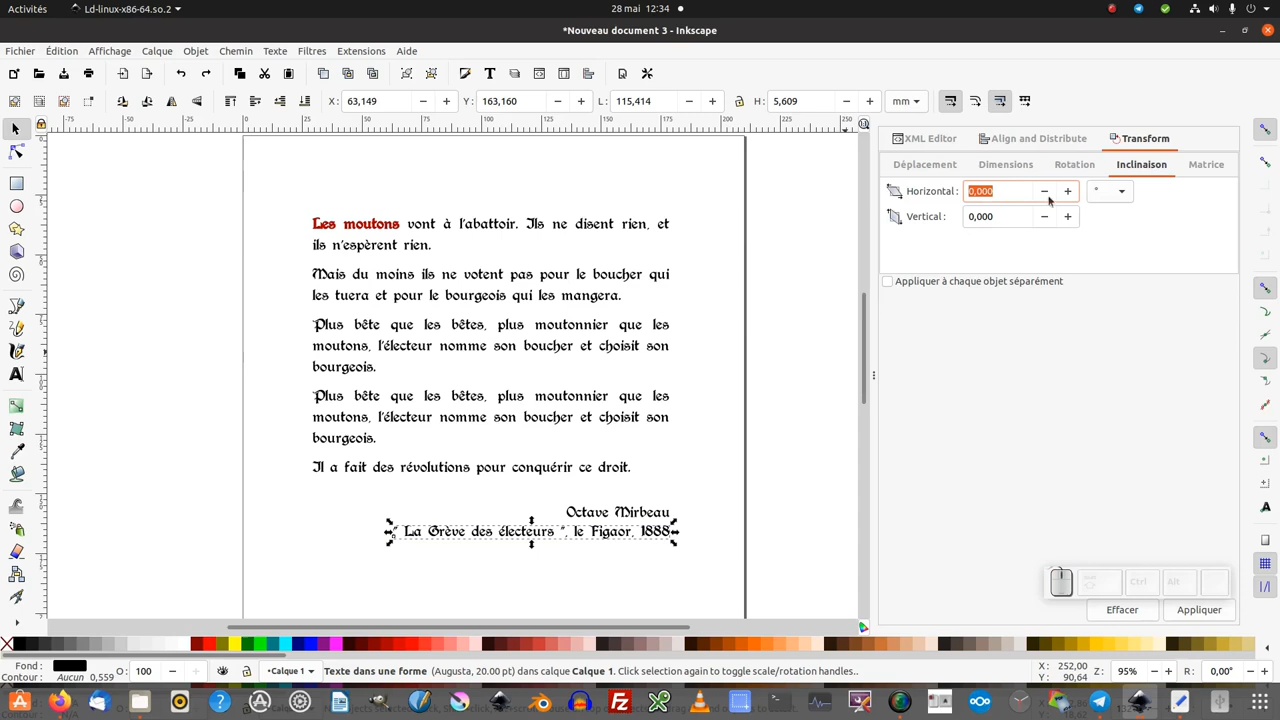 Activités
Ld-linux-x86-64.so.2
28 mai 12:34
*Nouveau document 3 - Inkscape
Fichier Édition Affichage Calque Objet Chemin Texte Filtres Extensions Aide
X : 63,149 Y : 163,160 L : 115,414 H : 5,609 mm
XML Editor Align and Distribute Transform
Déplacement Dimensions Rotation Inclinaison Matrice
Horizontal : 0,000 °
Vertical : 0,000
Appliquer à chaque objet séparément
Les moutons vont à l'abattoir. Ils ne disent rien, et
ils n'espèrent rien.
Mais du moins ils ne votent pas pour le boucher qui
les tuera et pour le bourgeois qui les mangera.
Plus bête que les bêtes, plus moutonnier que les
moutons, l'électeur nomme son boucher et choisit son
bourgeois.
Plus bête que les bêtes, plus moutonnier que les
moutons, l'électeur nomme son boucher et choisit son
bourgeois.
Il a fait des révolutions pour conquérir ce droit.
Octave Mirbeau
" La Grève des électeurs ", le Figaor, 1888
Shift Ctrl Alt
Effacer Appliquer
Fond :
Contour : Aucun 0,559
O : 100
Calque 1
Texte dans une forme (Augusta, 20.00 pt) dans calque Calque 1. Click selection again to toggle scale/rotation handles..
X : 252,00
Y : 90,64
Z : 95%
R : 0,00°